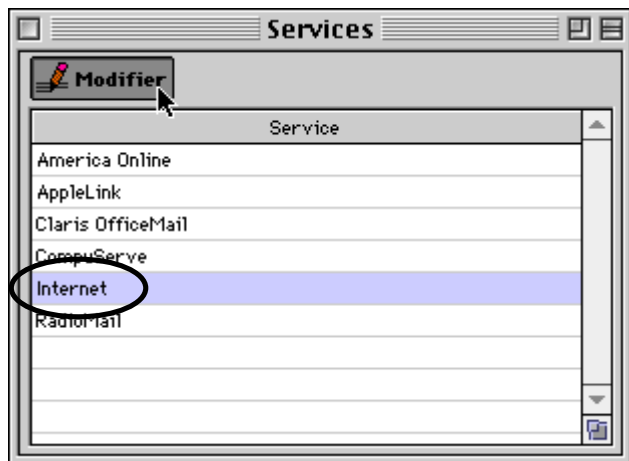 Services
Modifier
Service
America Online
AppleLink
Claris OfficeMail
CompuServe
Internet
RadioMail